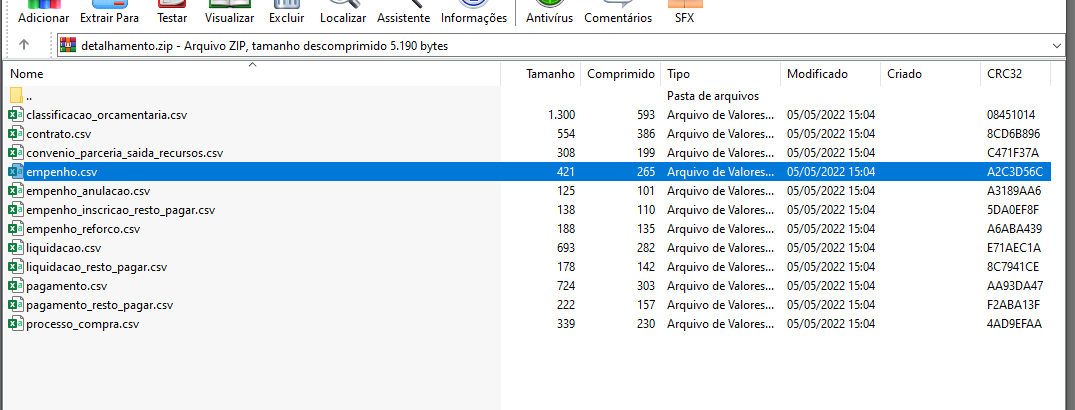 Adicionar Extrair Para Testar Visualizar Excluir Localizar Assistente Informações Antivírus Comentários SFX
detalhamento.zip - Arquivo ZIP, tamanho descomprimido 5.190 bytes
Nome Tamanho Comprimido Tipo Modificado Criado CRC32
.. Pasta de arquivos
classificacao_orcamentaria.csv 1.300 593 Arquivo de Valores... 05/05/2022 15:04 08451014
contrato.csv 554 386 Arquivo de Valores... 05/05/2022 15:04 8CD6B896
convenio_parceria_saida_recursos.csv 308 199 Arquivo de Valores... 05/05/2022 15:04 C471F37A
empenho.csv 421 265 Arquivo de Valores... 05/05/2022 15:04 A2C3D56C
empenho_anulacao.csv 125 101 Arquivo de Valores... 05/05/2022 15:04 A3189AA6
empenho_inscricao_resto_pagar.csv 138 110 Arquivo de Valores... 05/05/2022 15:04 5DA0EF8F
empenho_reforco.csv 188 135 Arquivo de Valores... 05/05/2022 15:04 A6ABA439
liquidacao.csv 693 282 Arquivo de Valores... 05/05/2022 15:04 E71AEC1A
liquidacao_resto_pagar.csv 178 142 Arquivo de Valores... 05/05/2022 15:04 8C7941CE
pagamento.csv 724 303 Arquivo de Valores... 05/05/2022 15:04 AA93DA47
pagamento_resto_pagar.csv 222 157 Arquivo de Valores... 05/05/2022 15:04 F2ABA13F
processo_compra.csv 339 230 Arquivo de Valores... 05/05/2022 15:04 4AD9EFAA